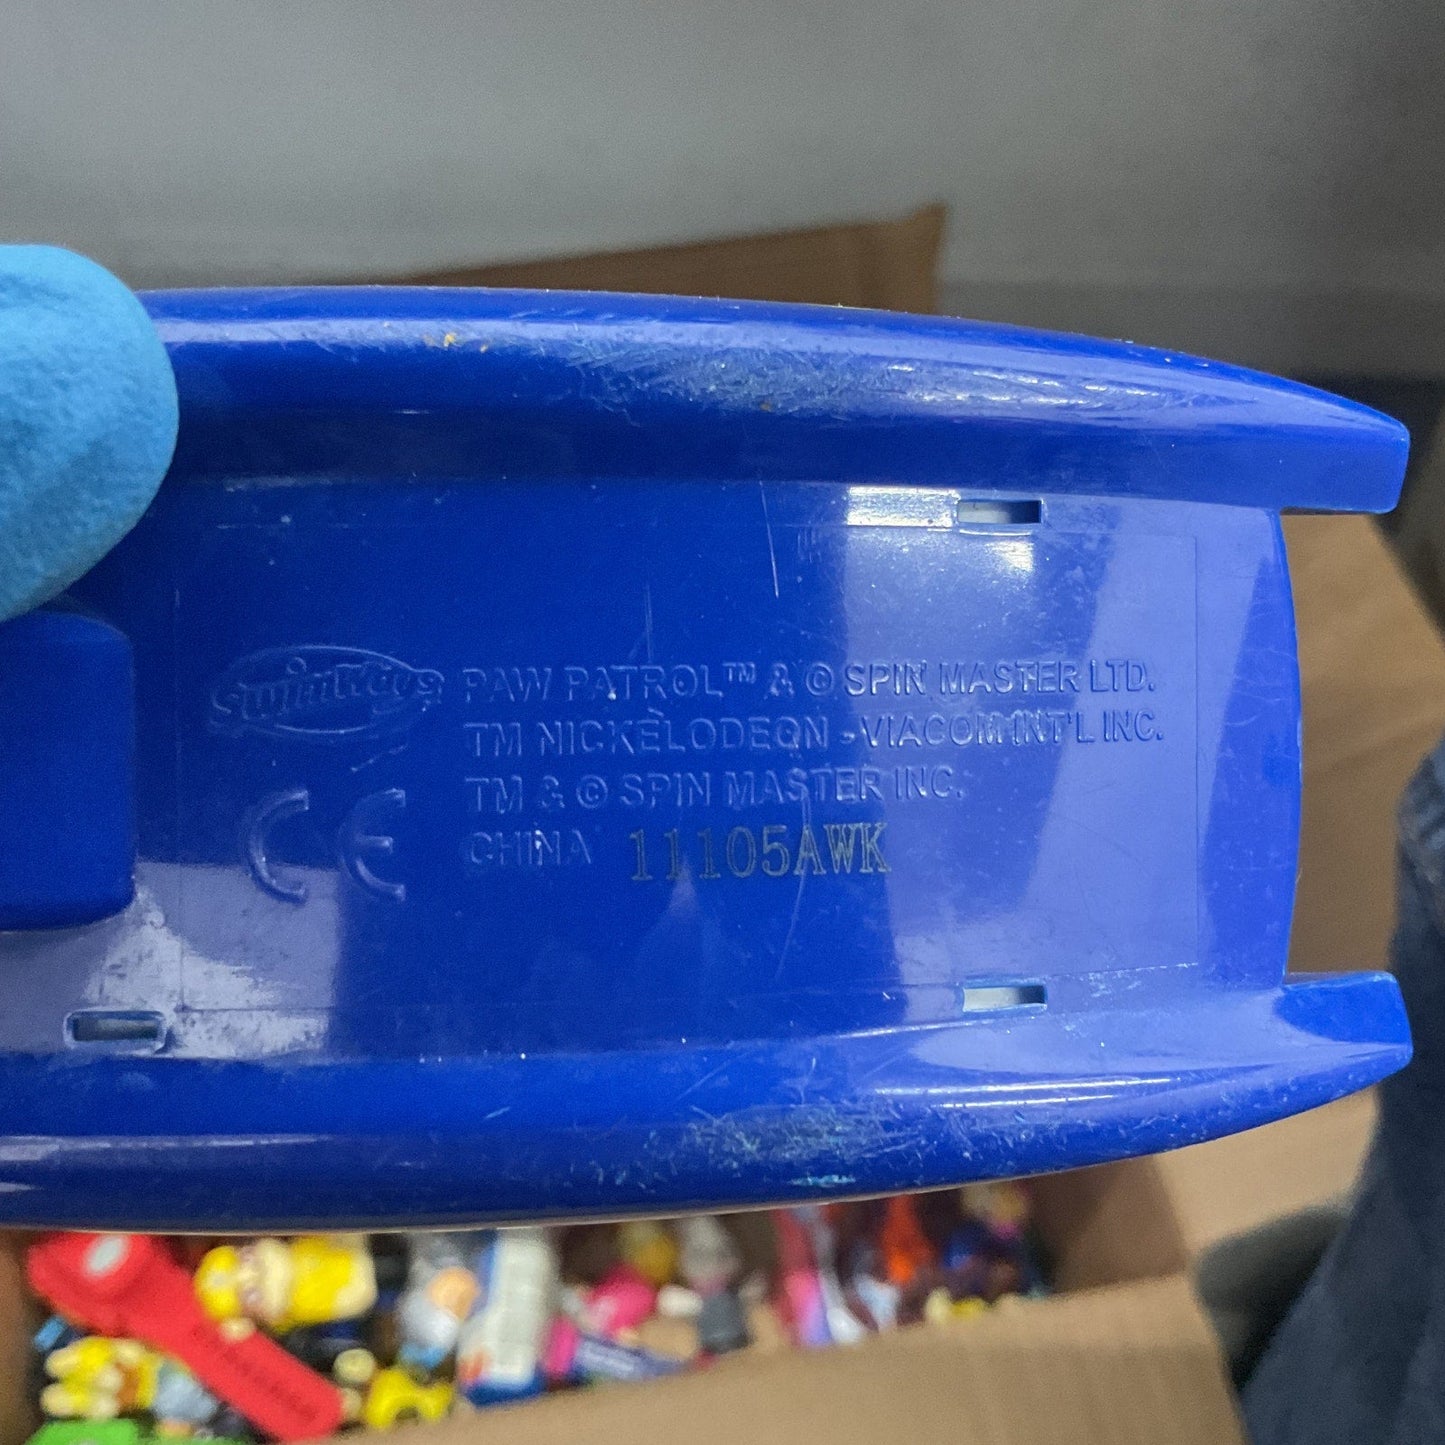 swimways
PAW PATROL™ & © SPIN MASTER LTD.
TM NICKELODEON - VIACOM INT'L INC.
TM & © SPIN MASTER INC.
CHINA 11105AWK
CE